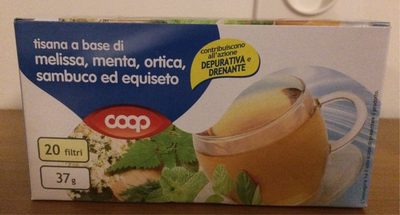 tisana a base di
melissa, menta, ortica,
sambuco ed equiseto
contribuiscono
all'azione
DEPURATIVA e
DRENANTE
coop
20 filtri
37 g